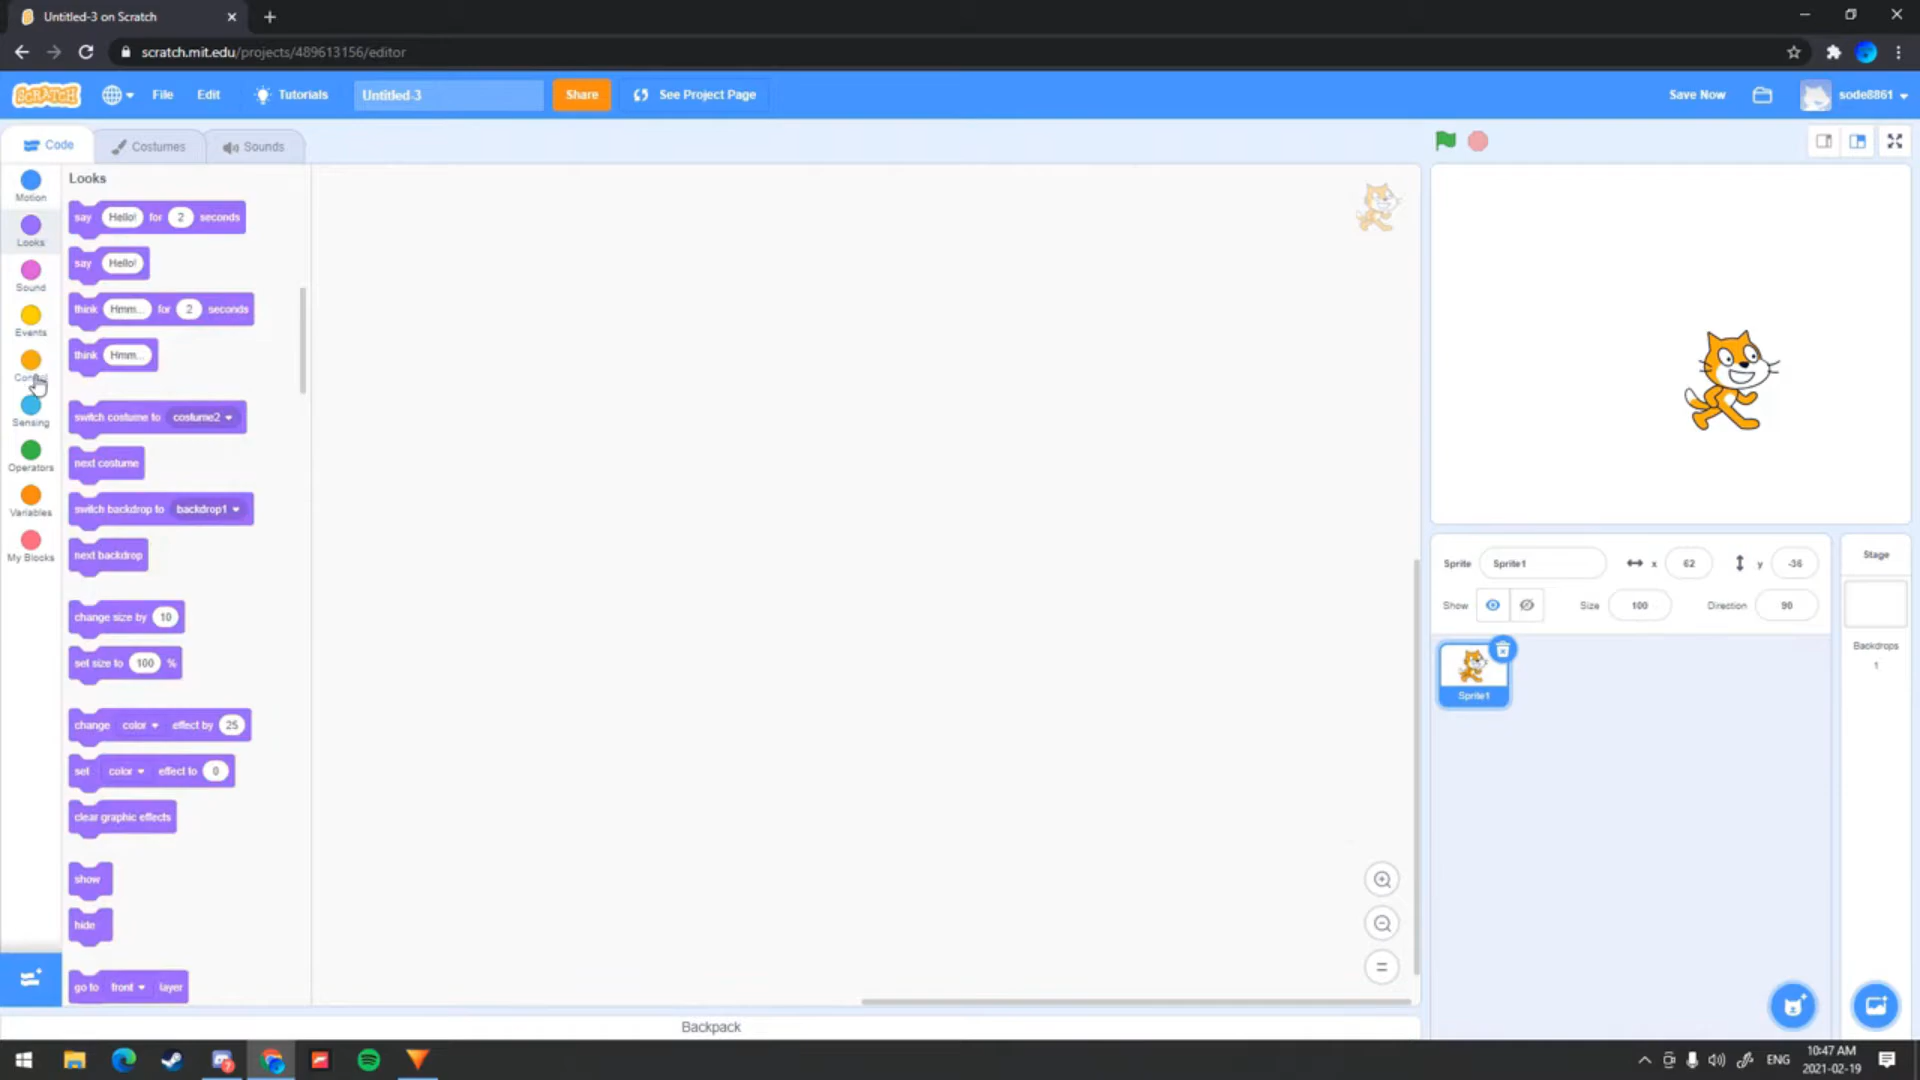 Untitled-3 on Scratch
scratch.mit.edu/projects/489613156/editor
SCRATCH File Edit Tutorials Untitled-3 Share See Project Page Save Now sode8861
Code Costumes Sounds
Motion
Looks
Sound
Events
Control
Sensing
Operators
Variables
My Blocks
Looks
say Hello! for 2 seconds
say Hello!
think Hmm... for 2 seconds
think Hmm...
switch costume to costume2
next costume
switch backdrop to backdrop1
next backdrop
change size by 10
set size to 100 %
change color effect by 25
set color effect to 0
clear graphic effects
show
hide
go to front layer
Backpack
Sprite Sprite1 x 62 y -36
Show Size 100 Direction 90
Sprite1
Stage
Backdrops
1
ENG
10:47 AM
2021-02-19